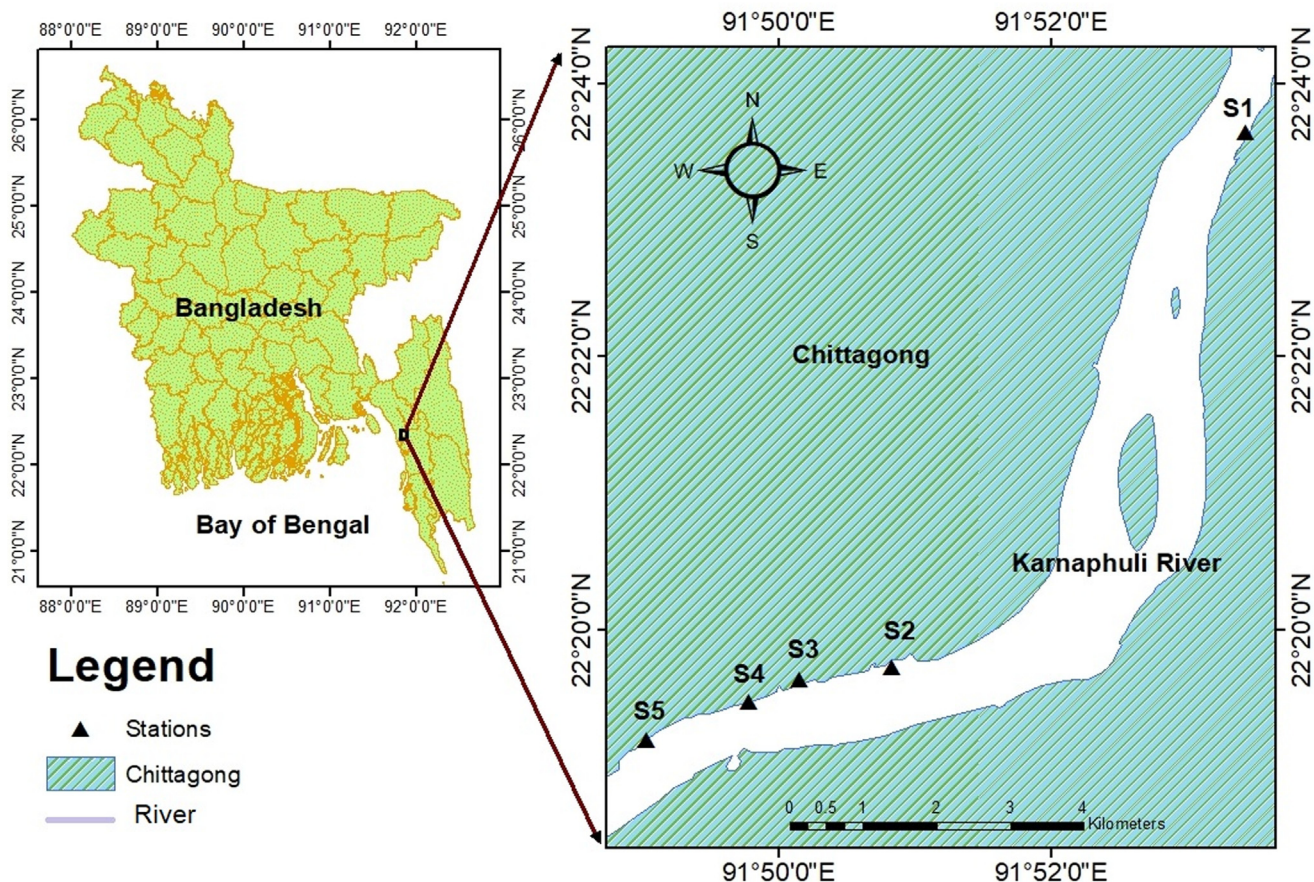 88°0'0"E 89°0'0"E 90°0'0"E 91°0'0"E 92°0'0"E
26°0'0"N
25°0'0"N
24°0'0"N
23°0'0"N
22°0'0"N
21°0'0"N
Bangladesh
Bay of Bengal
26°0'0"N
25°0'0"N
24°0'0"N
23°0'0"N
22°0'0"N
21°0'0"N
88°0'0"E 89°0'0"E 90°0'0"E 91°0'0"E 92°0'0"E
Legend
Stations
Chittagong
River
91°50'0"E 91°52'0"E
22°24'0"N
22°22'0"N
22°20'0"N
N
W E
S
S1
Chittagong
Karnaphuli River
S2
S3
S4
S5
0 0.5 1 2 3 4
Kilometers
22°24'0"N
22°22'0"N
22°20'0"N
91°50'0"E 91°52'0"E